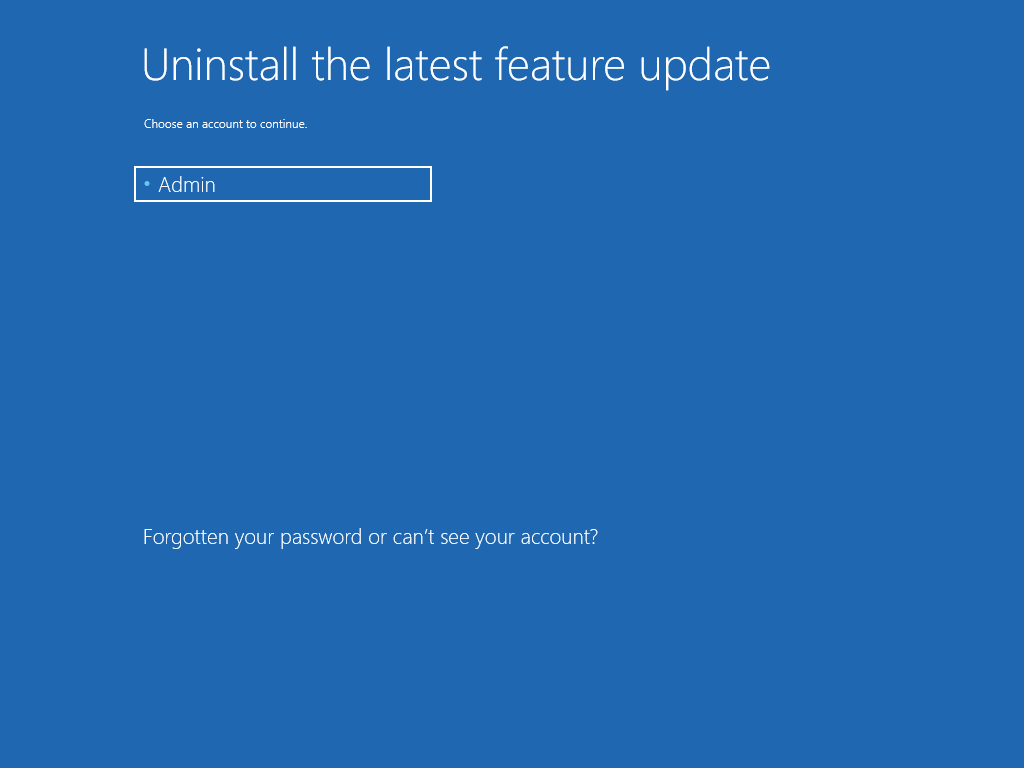 Uninstall the latest feature update
Choose an account to continue.
• Admin
Forgotten your password or can’t see your account?